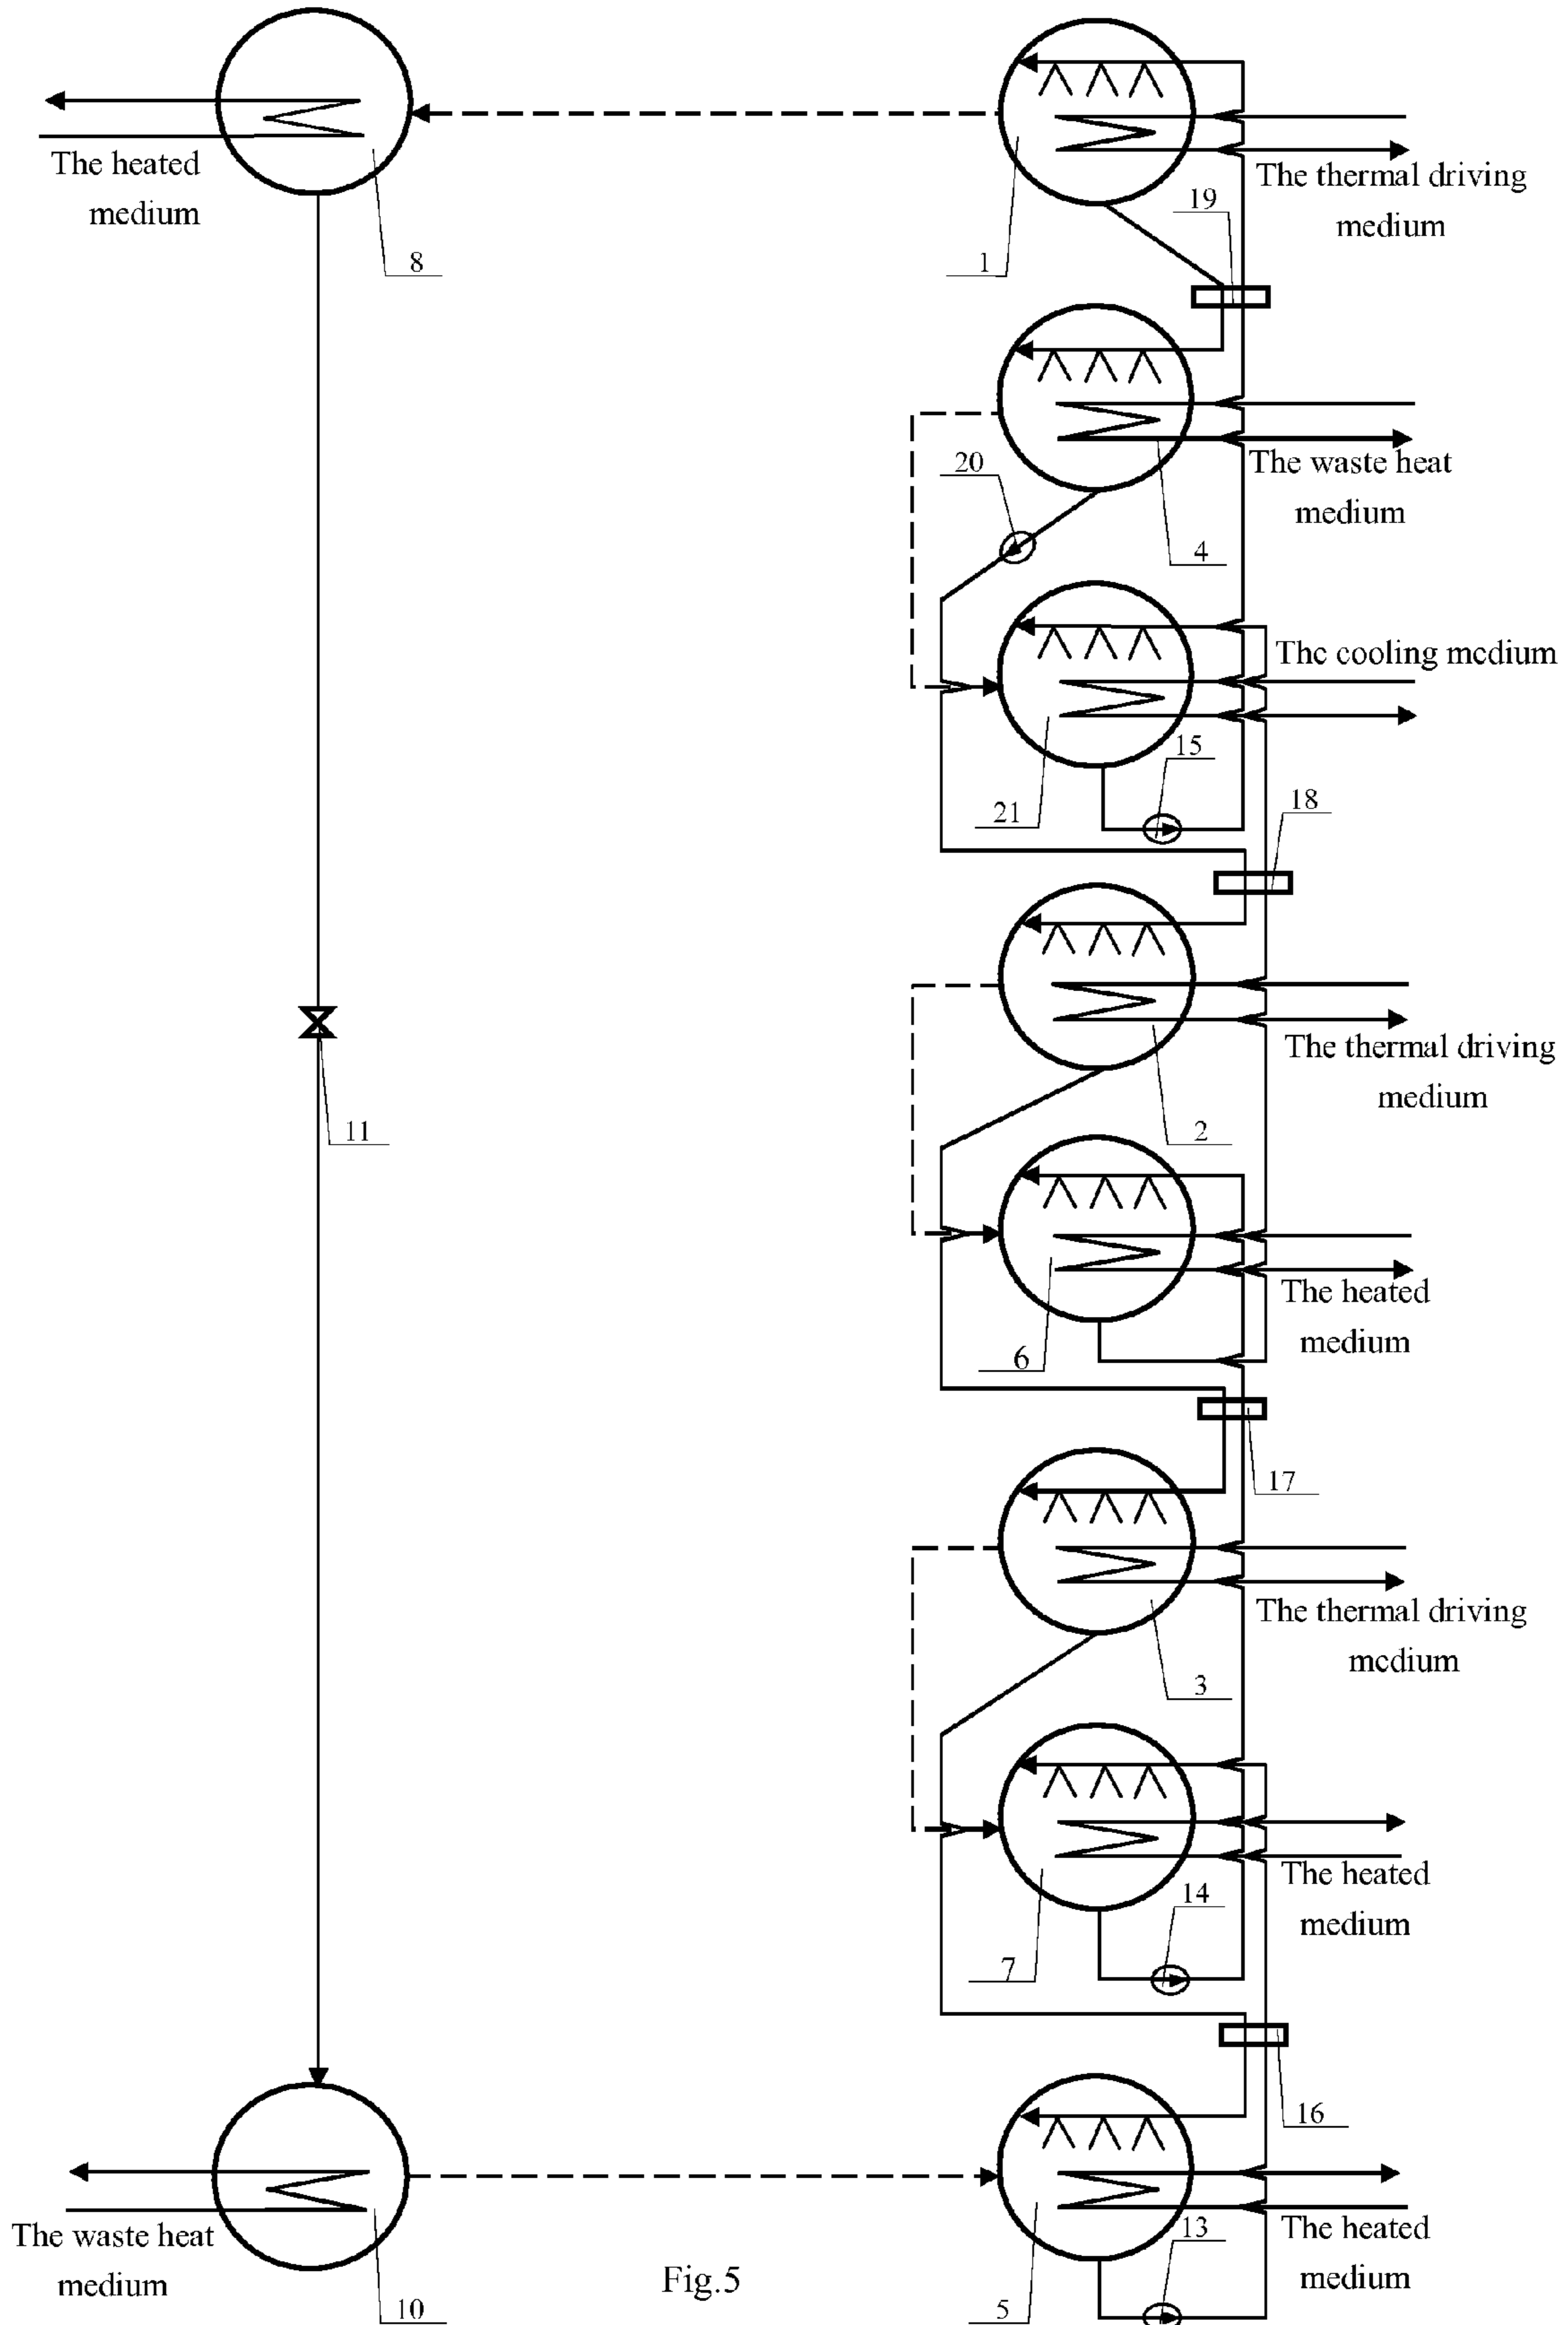 The heated
medium
8
1
The thermal driving
medium
19
20
The waste heat
medium
4
The cooling medium
15
21
18
The thermal driving
medium
11
2
The heated
medium
6
17
The thermal driving
medium
3
The heated
medium
14
7
16
The waste heat
medium
10
Fig.5
The heated
medium
13
5